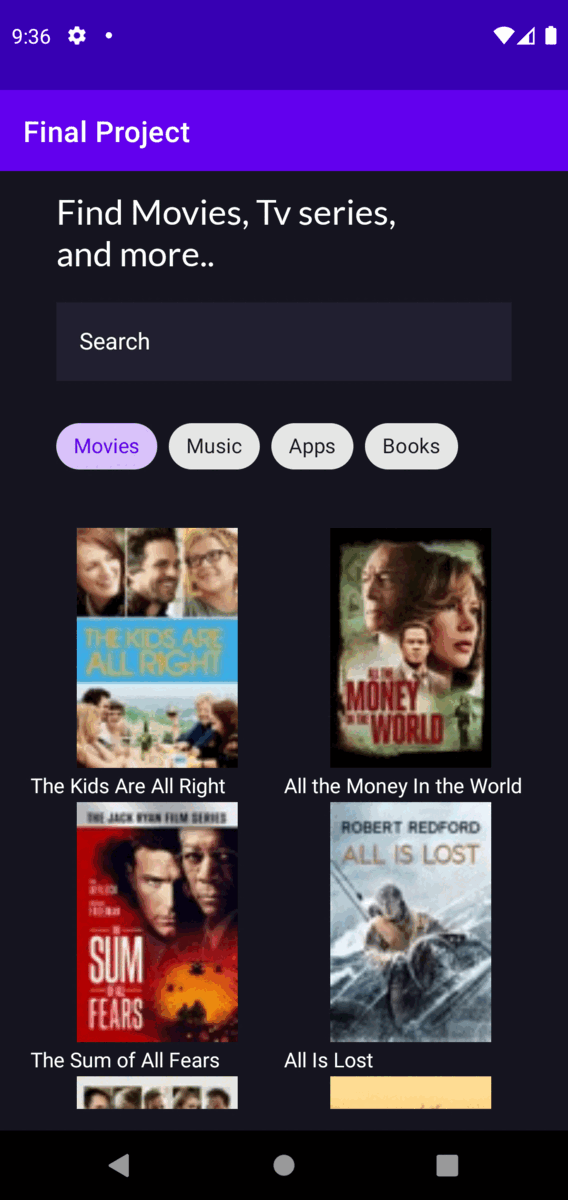 9:36
Final Project
Find Movies, Tv series,
and more..
Search
Movies Music Apps Books
THE KIDS ARE
ALL RIGHT
ALL THE
MONEY
IN THE
WORLD
The Kids Are All Right All the Money In the World
THE JACK RYAN FILM SERIES
THE
SUM
OF ALL
FEARS
ROBERT REDFORD
ALL IS LOST
The Sum of All Fears All Is Lost